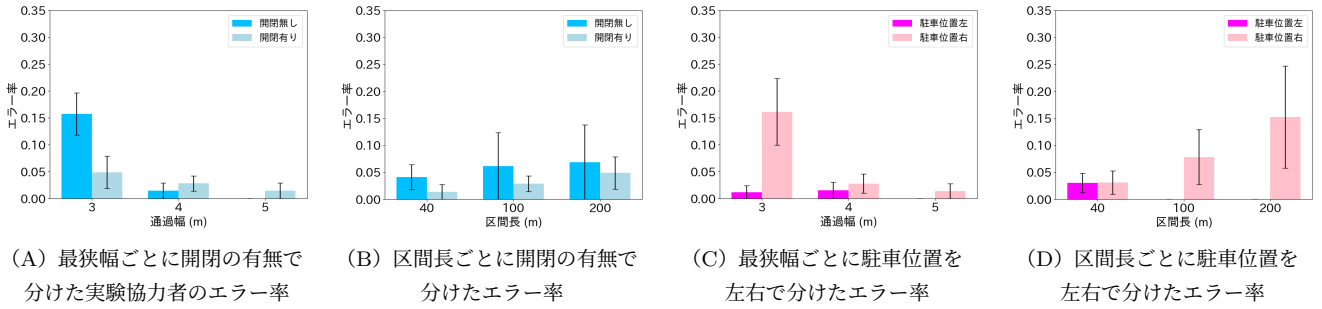 0.35
0.30
0.25
0.20
0.15
0.10
0.05
0.00
エラー率
開閉無し
開閉有り
3 4 5
通過幅 (m)
(A)最狭幅ごとに開閉の有無で
分けた実験協力者のエラー率
0.35
0.30
0.25
0.20
0.15
0.10
0.05
0.00
エラー率
開閉無し
開閉有り
40 100 200
区間長 (m)
(B)区間長ごとに開閉の有無で
分けたエラー率
0.35
0.30
0.25
0.20
0.15
0.10
0.05
0.00
エラー率
駐車位置左
駐車位置右
3 4 5
通過幅 (m)
(C)最狭幅ごとに駐車位置を
左右で分けたエラー率
0.35
0.30
0.25
0.20
0.15
0.10
0.05
0.00
エラー率
駐車位置左
駐車位置右
40 100 200
区間長 (m)
(D)区間長ごとに駐車位置を
左右で分けたエラー率